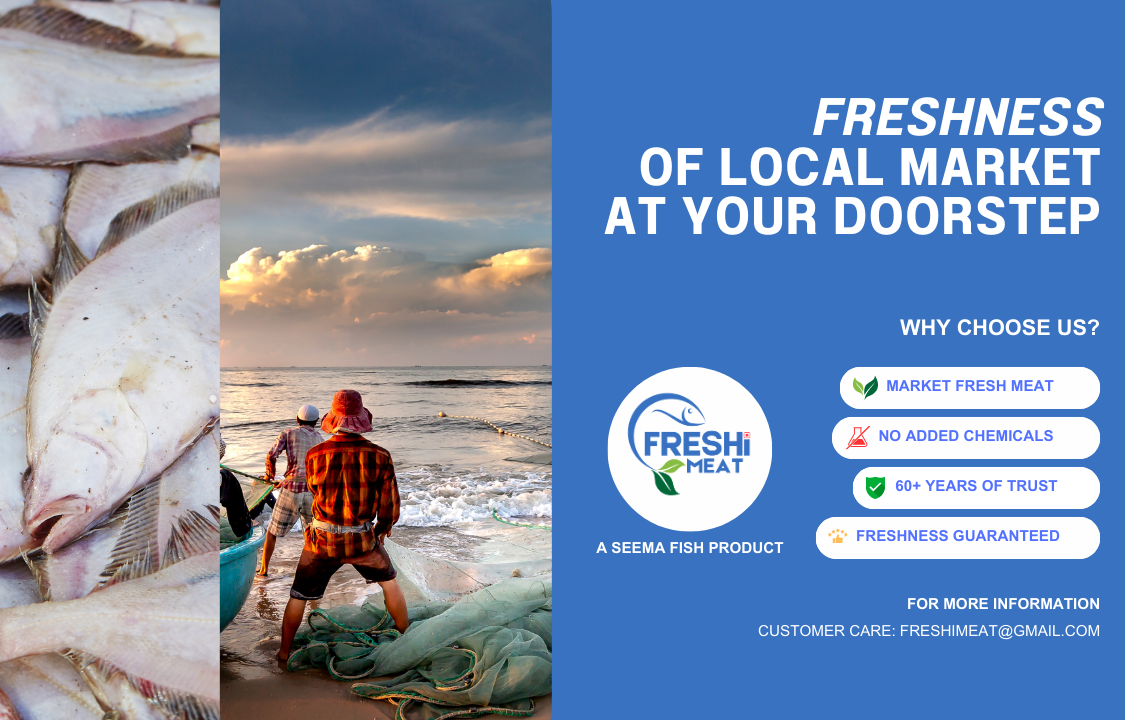 FRESHNESS
OF LOCAL MARKET
AT YOUR DOORSTEP
WHY CHOOSE US?
FRESHi
MEAT
A SEEMA FISH PRODUCT
MARKET FRESH MEAT
NO ADDED CHEMICALS
60+ YEARS OF TRUST
FRESHNESS GUARANTEED
FOR MORE INFORMATION
CUSTOMER CARE: FRESHIMEAT@GMAIL.COM